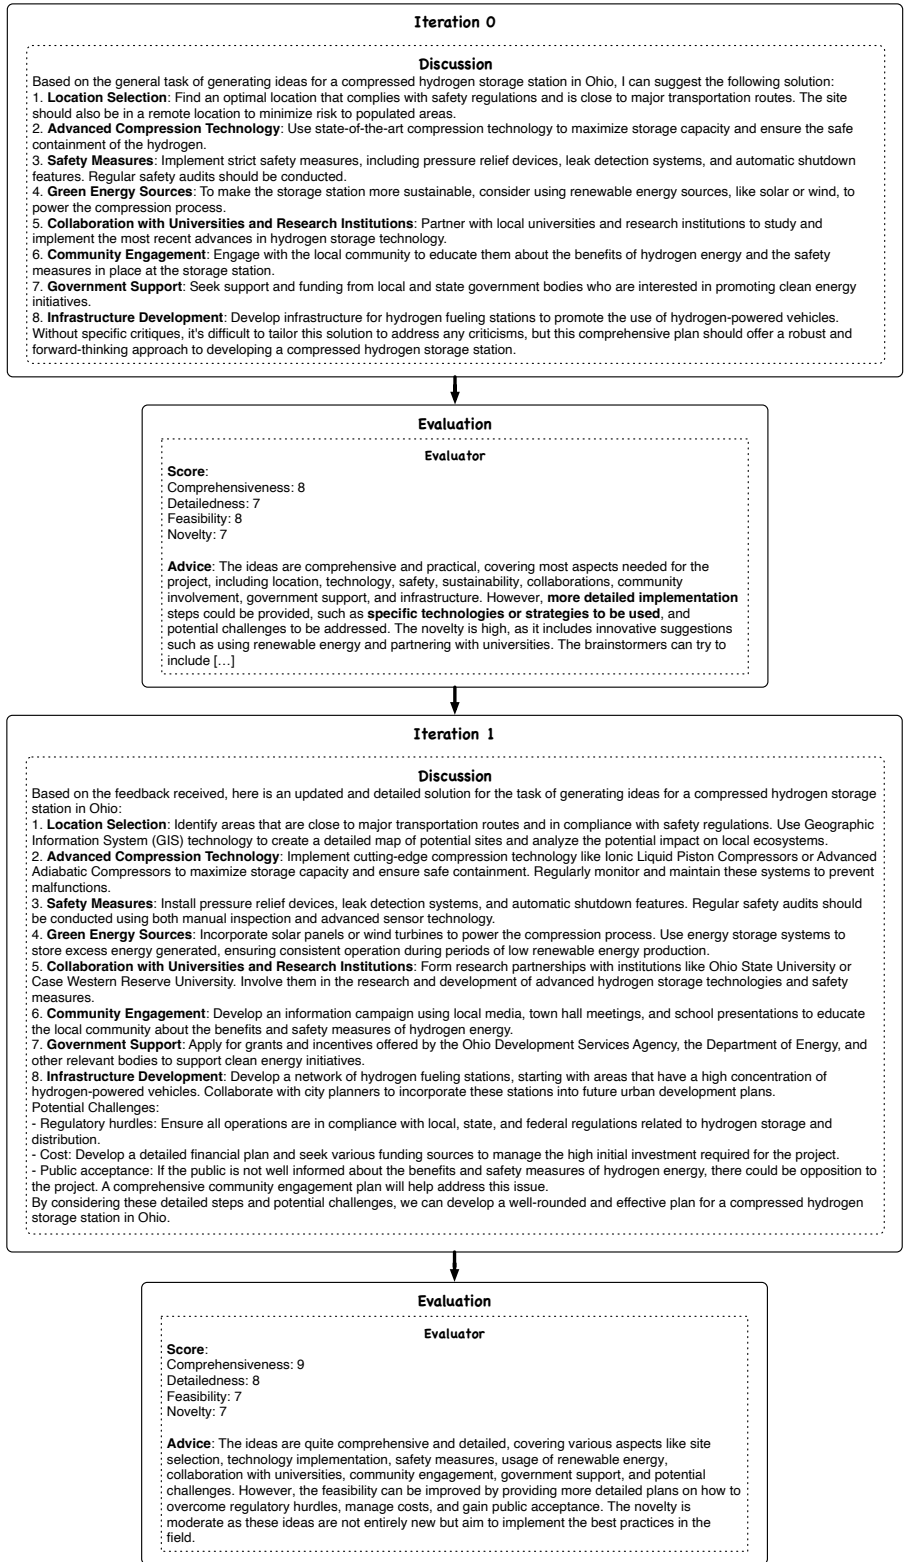 Iteration 0
Discussion
Based on the general task of generating ideas for a compressed hydrogen storage station in Ohio, I can suggest the following solution:
1. Location Selection: Find an optimal location that complies with safety regulations and is close to major transportation routes. The site
should also be in a remote location to minimize risk to populated areas.
2. Advanced Compression Technology: Use state-of-the-art compression technology to maximize storage capacity and ensure the safe
containment of the hydrogen.
3. Safety Measures: Implement strict safety measures, including pressure relief devices, leak detection systems, and automatic shutdown
features. Regular safety audits should be conducted.
4. Green Energy Sources: To make the storage station more sustainable, consider using renewable energy sources, like solar or wind, to
power the compression process.
5. Collaboration with Universities and Research Institutions: Partner with local universities and research institutions to study and
implement the most recent advances in hydrogen storage technology.
6. Community Engagement: Engage with the local community to educate them about the benefits of hydrogen energy and the safety
measures in place at the storage station.
7. Government Support: Seek support and funding from local and state government bodies who are interested in promoting clean energy
initiatives.
8. Infrastructure Development: Develop infrastructure for hydrogen fueling stations to promote the use of hydrogen-powered vehicles.
Without specific critiques, it's difficult to tailor this solution to address any criticisms, but this comprehensive plan should offer a robust and
forward-thinking approach to developing a compressed hydrogen storage station.
Evaluation
Evaluator
Score:
Comprehensiveness: 8
Detailedness: 7
Feasibility: 8
Novelty: 7
Advice: The ideas are comprehensive and practical, covering most aspects needed for the
project, including location, technology, safety, sustainability, collaborations, community
involvement, government support, and infrastructure. However, more detailed implementation
steps could be provided, such as specific technologies or strategies to be used, and
potential challenges to be addressed. The novelty is high, as it includes innovative suggestions
such as using renewable energy and partnering with universities. The brainstormers can try to
include […]
Iteration 1
Discussion
Based on the feedback received, here is an updated and detailed solution for the task of generating ideas for a compressed hydrogen storage
station in Ohio:
1. Location Selection: Identify areas that are close to major transportation routes and in compliance with safety regulations. Use Geographic
Information System (GIS) technology to create a detailed map of potential sites and analyze the potential impact on local ecosystems.
2. Advanced Compression Technology: Implement cutting-edge compression technology like Ionic Liquid Piston Compressors or Advanced
Adiabatic Compressors to maximize storage capacity and ensure safe containment. Regularly monitor and maintain these systems to prevent
malfunctions.
3. Safety Measures: Install pressure relief devices, leak detection systems, and automatic shutdown features. Regular safety audits should
be conducted using both manual inspection and advanced sensor technology.
4. Green Energy Sources: Incorporate solar panels or wind turbines to power the compression process. Use energy storage systems to
store excess energy generated, ensuring consistent operation during periods of low renewable energy production.
5. Collaboration with Universities and Research Institutions: Form research partnerships with institutions like Ohio State University or
Case Western Reserve University. Involve them in the research and development of advanced hydrogen storage technologies and safety
measures.
6. Community Engagement: Develop an information campaign using local media, town hall meetings, and school presentations to educate
the local community about the benefits and safety measures of hydrogen energy.
7. Government Support: Apply for grants and incentives offered by the Ohio Development Services Agency, the Department of Energy, and
other relevant bodies to support clean energy initiatives.
8. Infrastructure Development: Develop a network of hydrogen fueling stations, starting with areas that have a high concentration of
hydrogen-powered vehicles. Collaborate with city planners to incorporate these stations into future urban development plans.
Potential Challenges:
- Regulatory hurdles: Ensure all operations are in compliance with local, state, and federal regulations related to hydrogen storage and
distribution.
- Cost: Develop a detailed financial plan and seek various funding sources to manage the high initial investment required for the project.
- Public acceptance: If the public is not well informed about the benefits and safety measures of hydrogen energy, there could be opposition to
the project. A comprehensive community engagement plan will help address this issue.
By considering these detailed steps and potential challenges, we can develop a well-rounded and effective plan for a compressed hydrogen
storage station in Ohio.
Evaluation
Evaluator
Score:
Comprehensiveness: 9
Detailedness: 8
Feasibility: 7
Novelty: 7
Advice: The ideas are quite comprehensive and detailed, covering various aspects like site
selection, technology implementation, safety measures, usage of renewable energy,
collaboration with universities, community engagement, government support, and potential
challenges. However, the feasibility can be improved by providing more detailed plans on how to
overcome regulatory hurdles, manage costs, and gain public acceptance. The novelty is
moderate as these ideas are not entirely new but aim to implement the best practices in the
field.